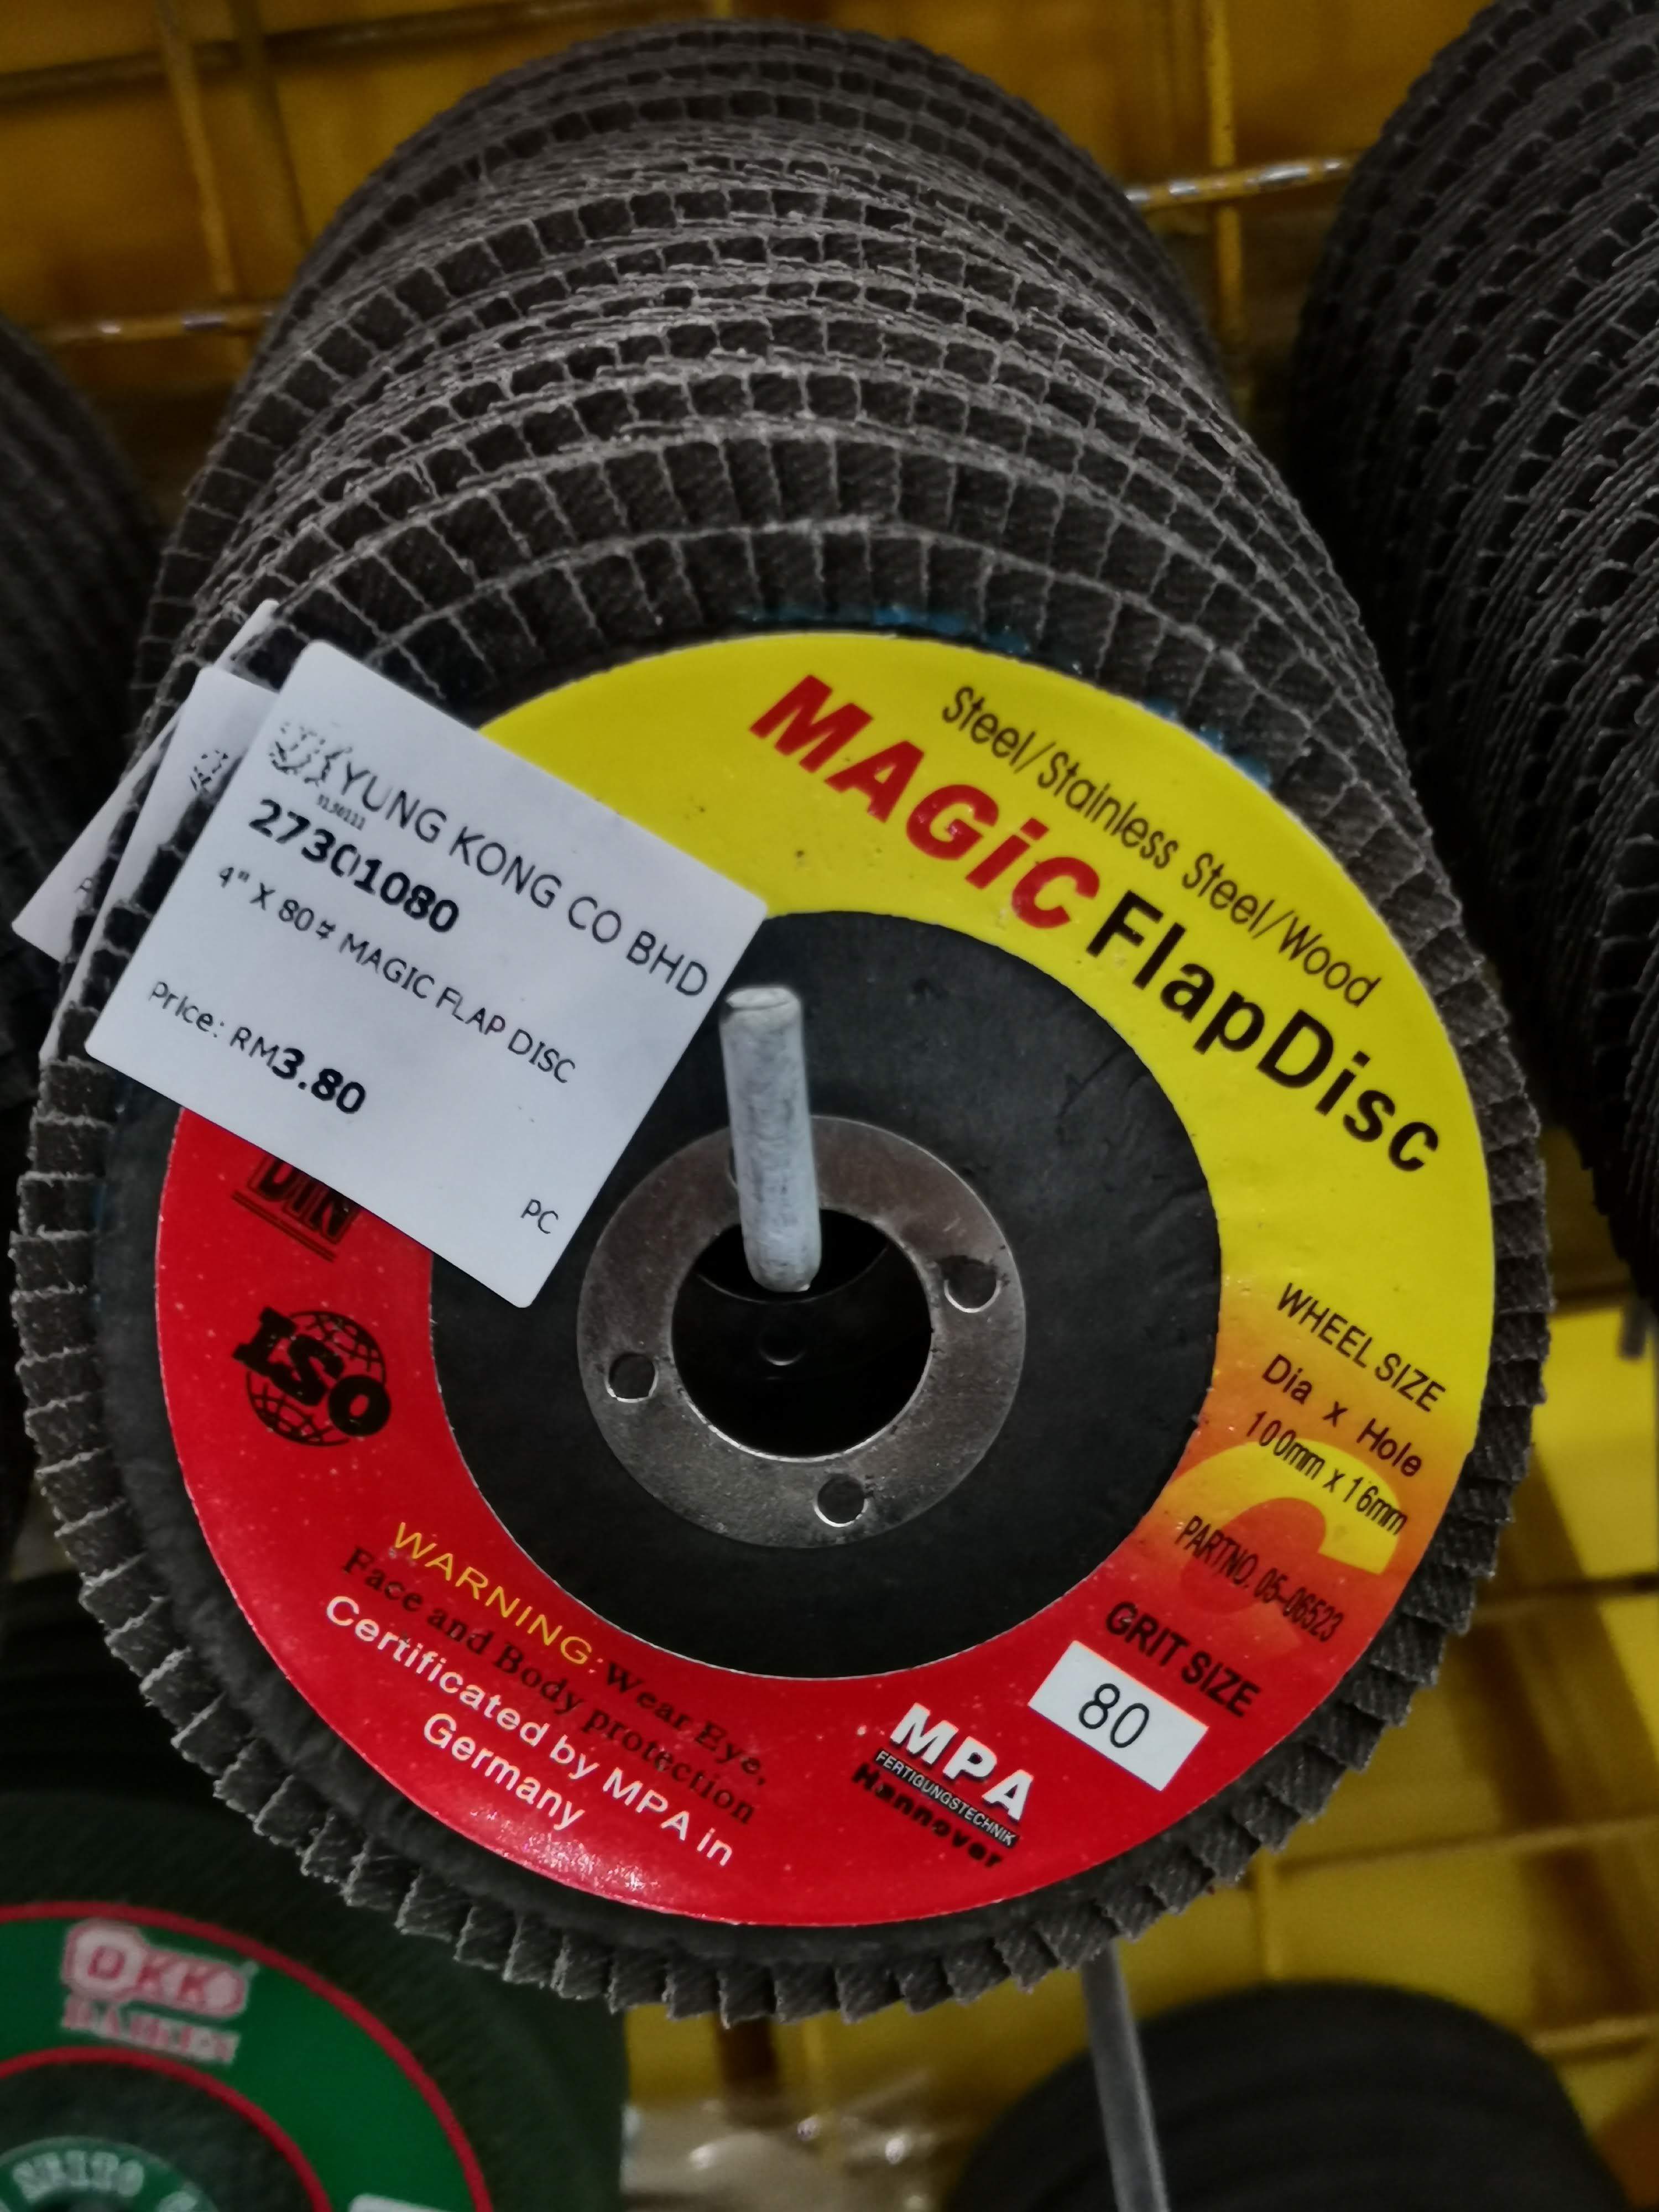 YUNG KONG CO BHD
27301080
4" X 80# MAGIC FLAP DISC
Price: RM3.80
PC
Steel/Stainless Steel/Wood
MAGiC FlapDisc
WHEEL SIZE
Dia x Hole
100mm x 16mm
PARTNO. 05-06523
GRIT SIZE
80
MPA
FERTIGUNGSTECHNIK
Hannover
DIN
ISO
WARNING: Wear Eye,
Face and Body protection
Certificated by MPA in
Germany
DKK